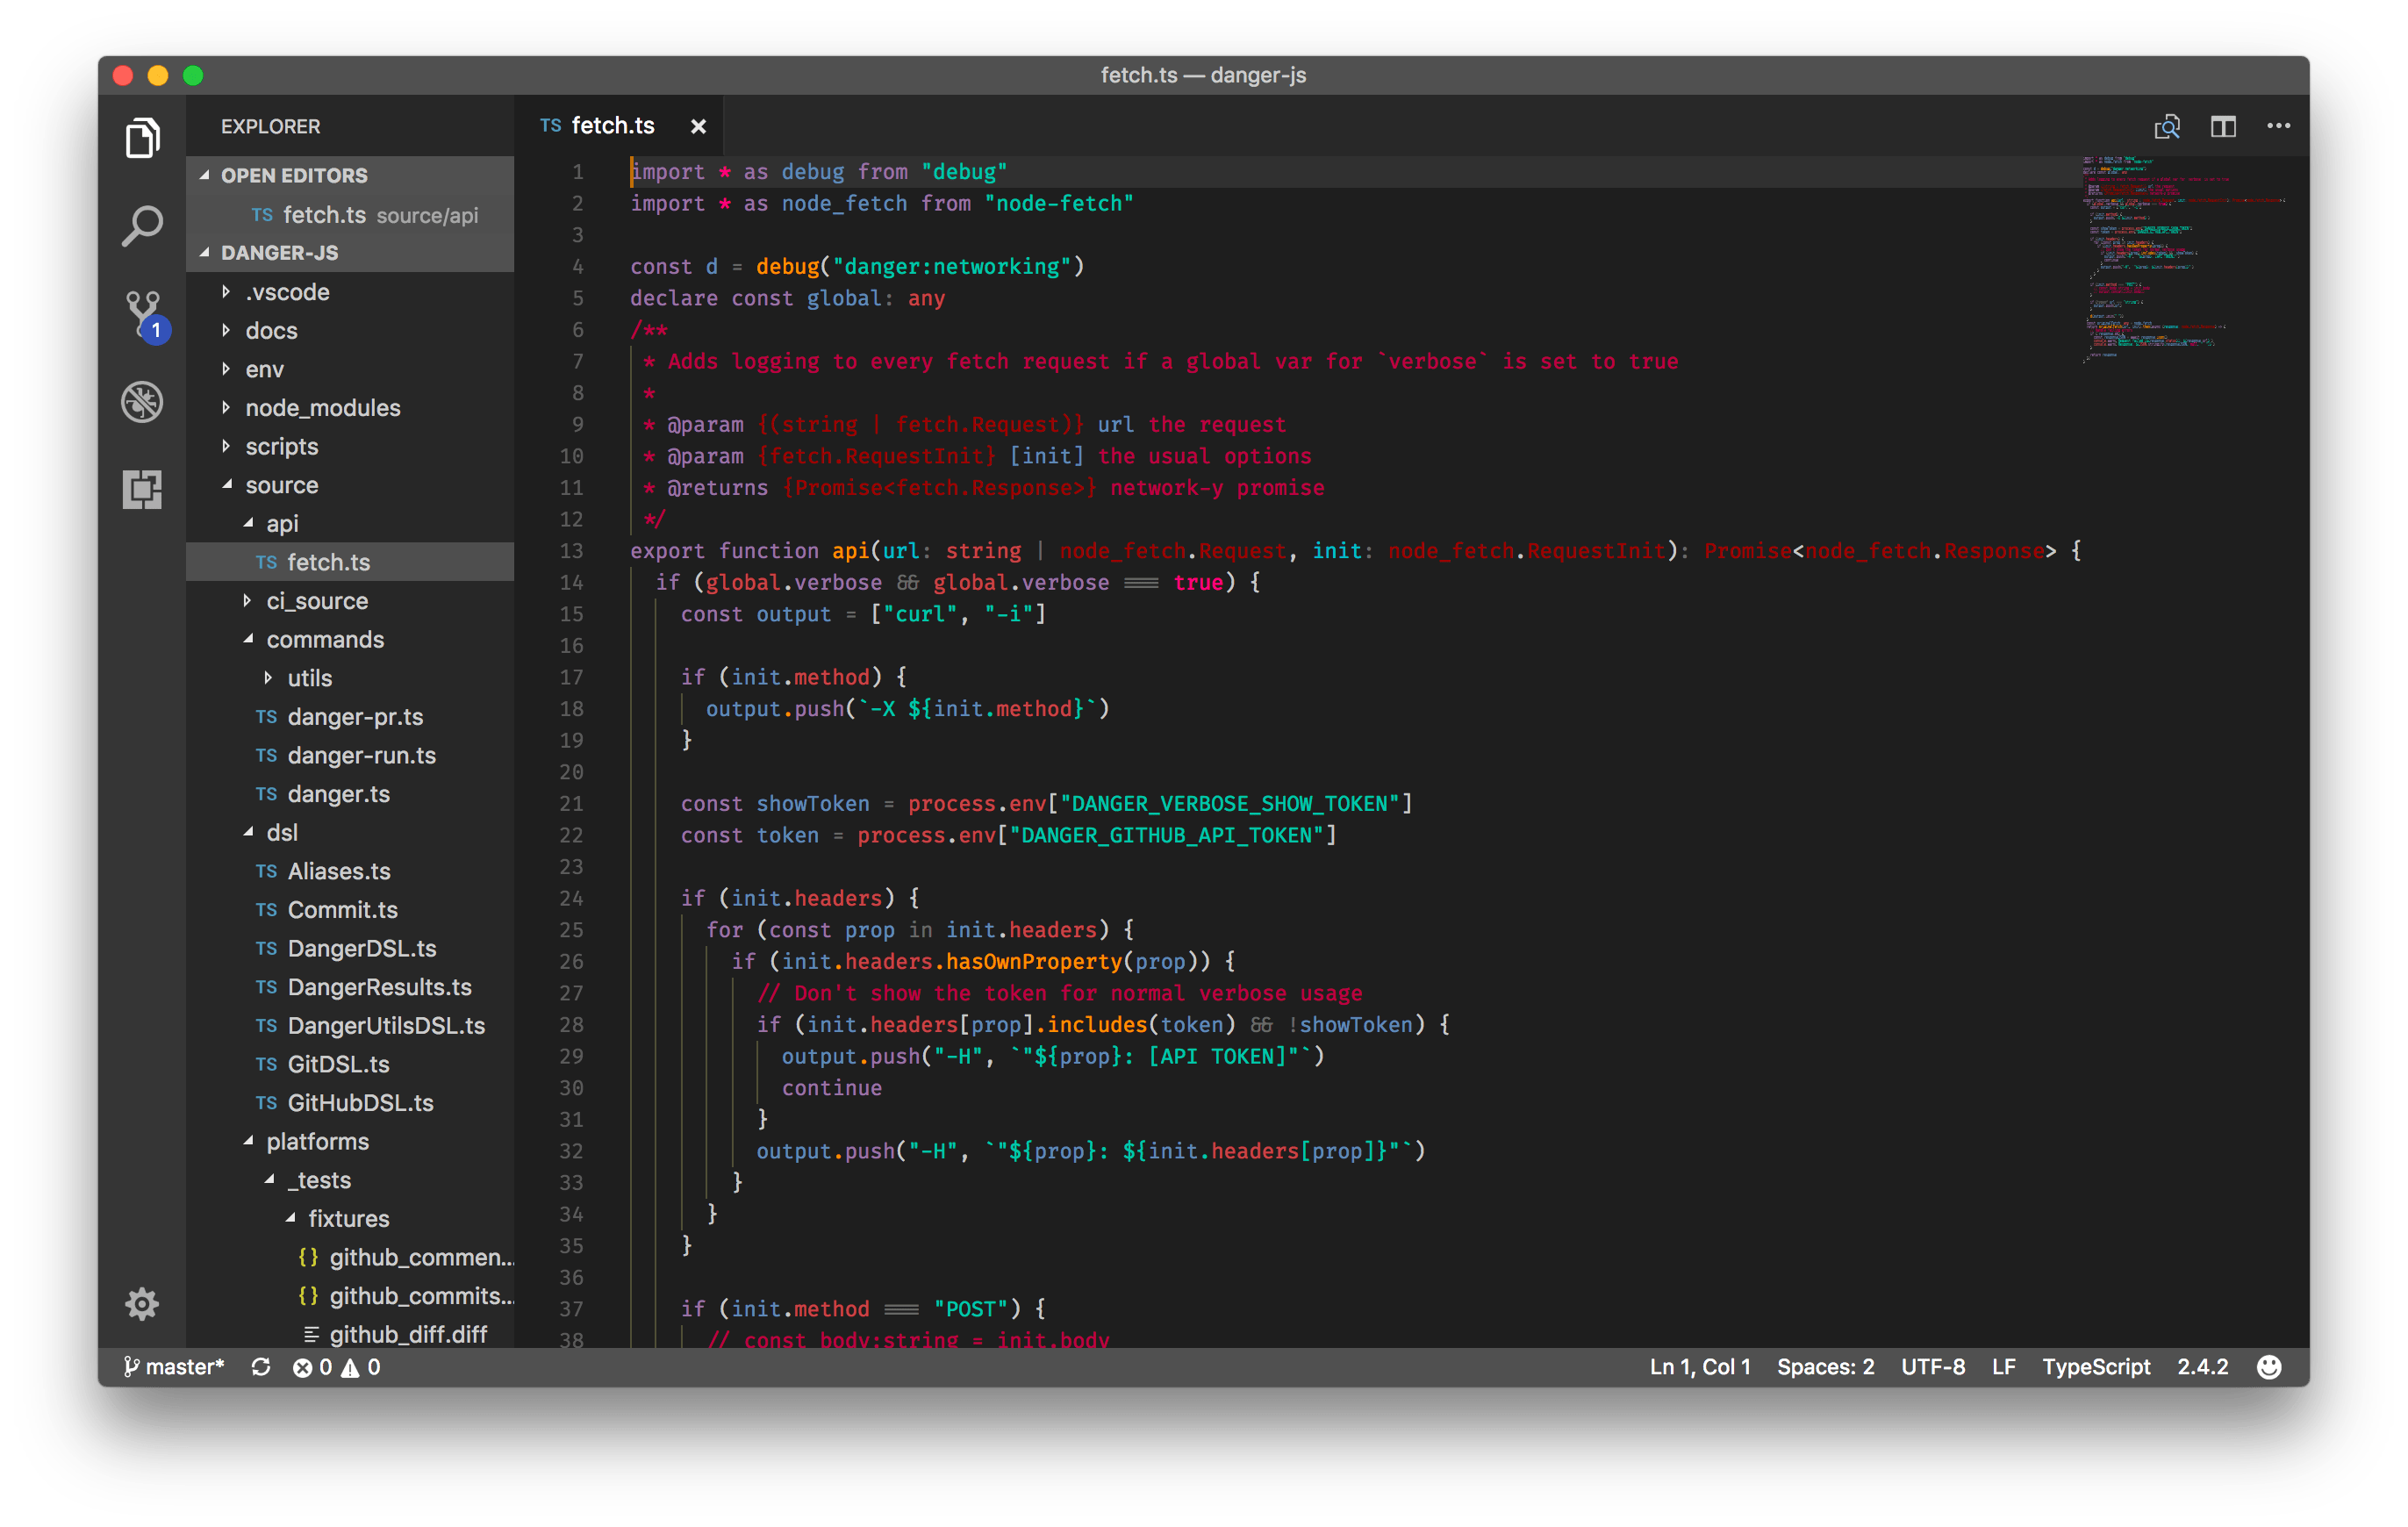 fetch.ts — danger-js
EXPLORER
OPEN EDITORS
TS fetch.ts source/api
DANGER-JS
.vscode
docs
env
node_modules
scripts
source
api
TS fetch.ts
ci_source
commands
utils
TS danger-pr.ts
TS danger-run.ts
TS danger.ts
dsl
TS Aliases.ts
TS Commit.ts
TS DangerDSL.ts
TS DangerResults.ts
TS DangerUtilsDSL.ts
TS GitDSL.ts
TS GitHubDSL.ts
platforms
_tests
fixtures
{} github_commen...
{} github_commits...
github_diff.diff
1
TS fetch.ts
1 import * as debug from "debug"
2 import * as node_fetch from "node-fetch"
3
4 const d = debug("danger:networking")
5 declare const global: any
6 /**
7 * Adds logging to every fetch request if a global var for `verbose` is set to true
8 *
9 * @param {(string | fetch.Request)} url the request
10 * @param {fetch.RequestInit} [init] the usual options
11 * @returns {Promise<fetch.Response>} network-y promise
12 */
13 export function api(url: string | node_fetch.Request, init: node_fetch.RequestInit): Promise<node_fetch.Response> {
14 if (global.verbose && global.verbose === true) {
15 const output = ["curl", "-i"]
16
17 if (init.method) {
18 output.push(`-X ${init.method}`)
19 }
20
21 const showToken = process.env["DANGER_VERBOSE_SHOW_TOKEN"]
22 const token = process.env["DANGER_GITHUB_API_TOKEN"]
23
24 if (init.headers) {
25 for (const prop in init.headers) {
26 if (init.headers.hasOwnProperty(prop)) {
27 // Don't show the token for normal verbose usage
28 if (init.headers[prop].includes(token) && !showToken) {
29 output.push("-H", `"${prop}: [API TOKEN]"`)
30 continue
31 }
32 output.push("-H", `"${prop}: ${init.headers[prop]}"`)
33 }
34 }
35 }
36
37 if (init.method === "POST") {
38 // const body:string = init.body
master* 0 0
Ln 1, Col 1 Spaces: 2 UTF-8 LF TypeScript 2.4.2